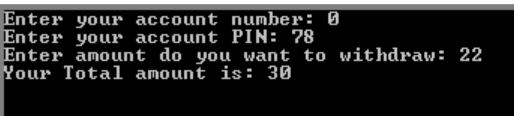 Enter your account number: 0
Enter your account PIN: 78
Enter amount do you want to withdraw: 22
Your Total amount is: 30